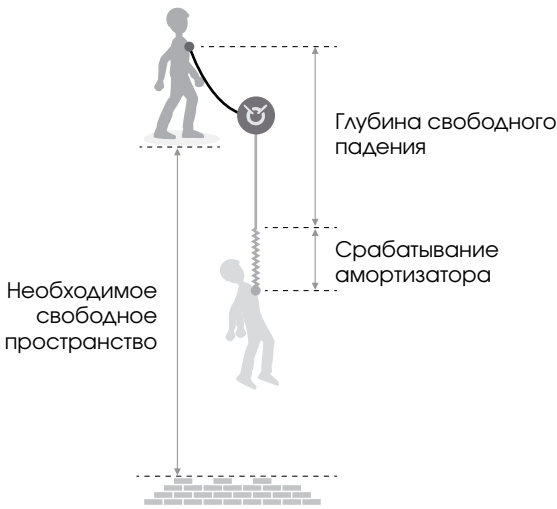 Глубина свободного
падения
Срабатывание
амортизатора
Необходимое
свободное
пространство